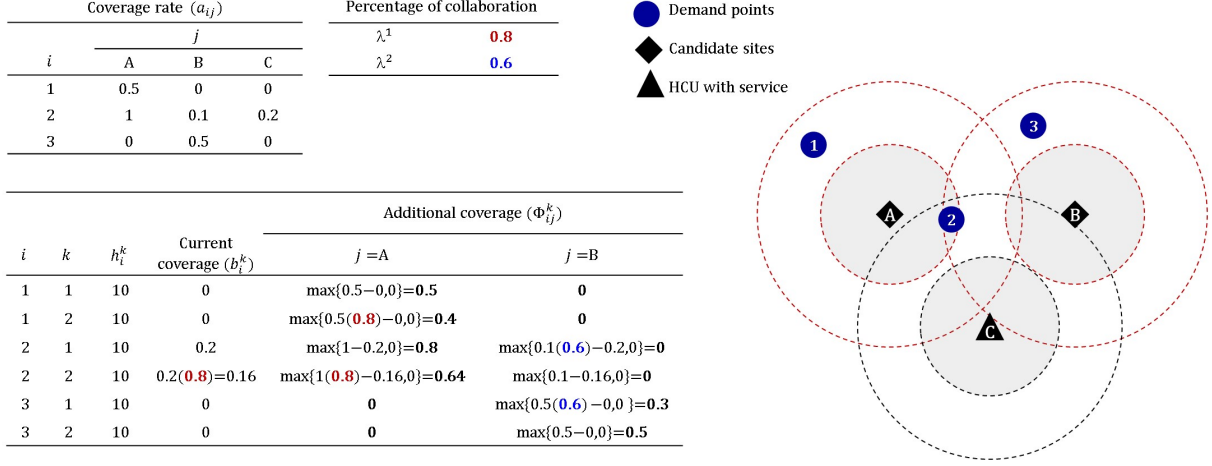 Coverage rate (aᵢⱼ)
j
i A B C
1 0.5 0 0
2 1 0.1 0.2
3 0 0.5 0
Percentage of collaboration
λ¹ 0.8
λ² 0.6
Demand points
Candidate sites
HCU with service
Additional coverage (Φᵢⱼᵏ)
i k hᵢᵏ Current coverage (bᵢᵏ) j =A j =B
1 1 10 0 max{0.5−0,0}=0.5 0
1 2 10 0 max{0.5(0.8)−0,0}=0.4 0
2 1 10 0.2 max{1−0.2,0}=0.8 max{0.1(0.6)−0.2,0}=0
2 2 10 0.2(0.8)=0.16 max{1(0.8)−0.16,0}=0.64 max{0.1−0.16,0}=0
3 1 10 0 0 max{0.5(0.6)−0,0 }=0.3
3 2 10 0 0 max{0.5−0,0}=0.5
1
3
A
2
B
C